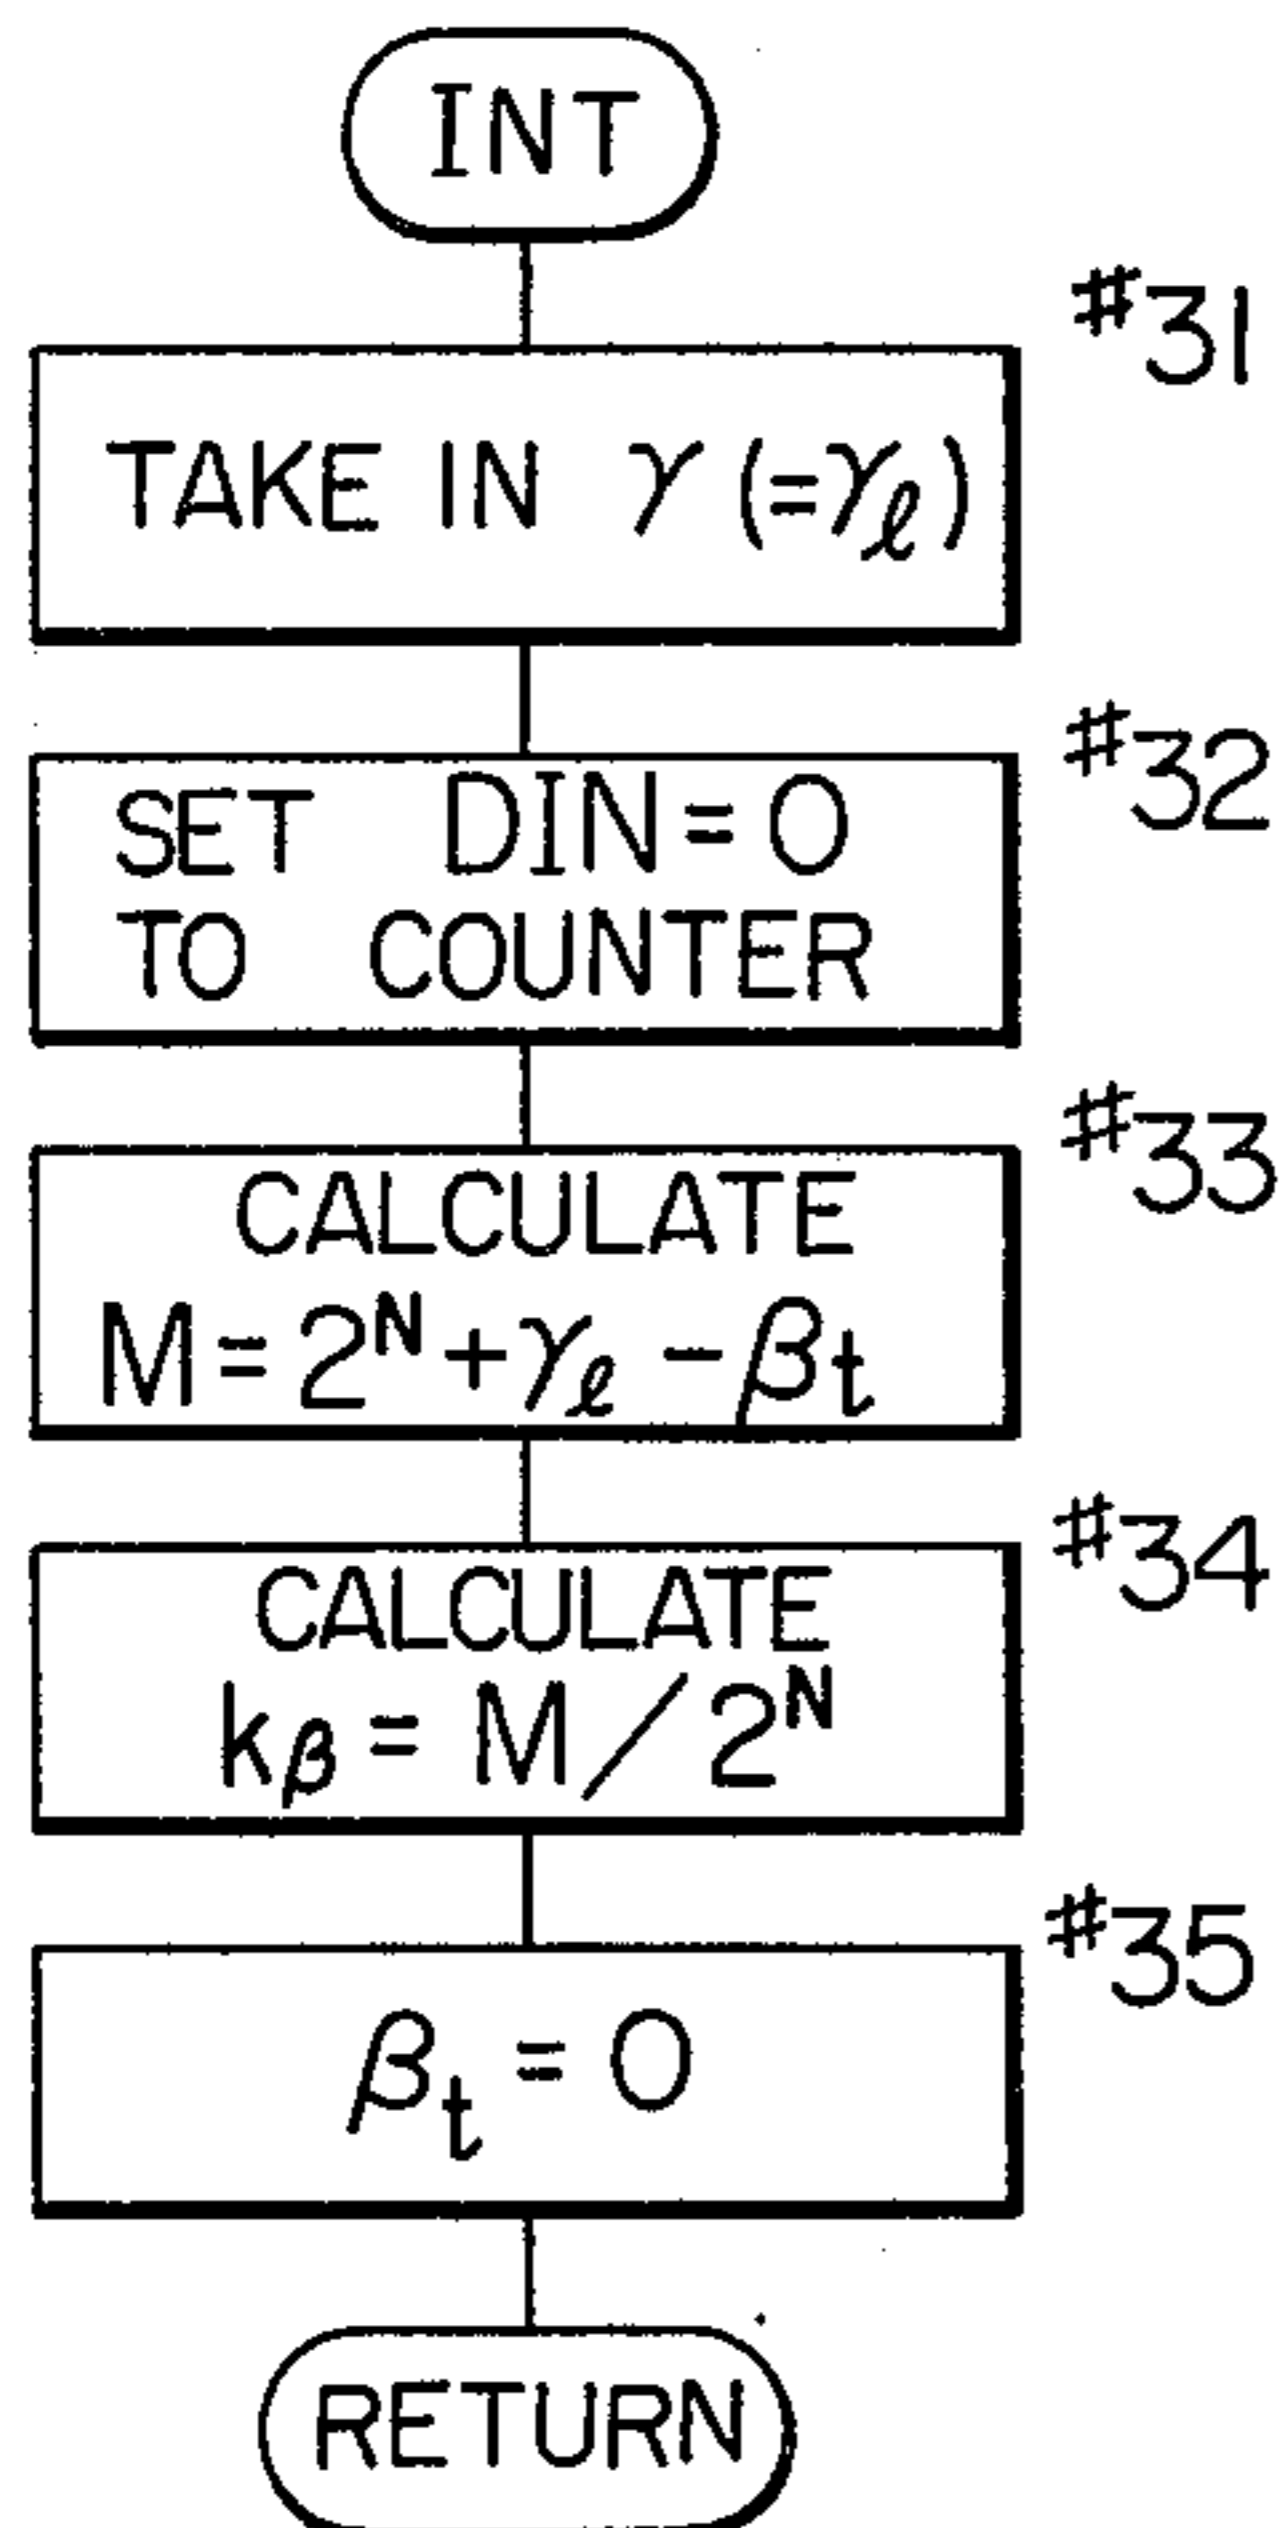 INT
#31
TAKE IN γ (=γℓ)
#32
SET DIN=0
TO COUNTER
#33
CALCULATE
M=2ᴺ+γℓ-βt
#34
CALCULATE
kβ=M/2ᴺ
#35
βt=0
RETURN